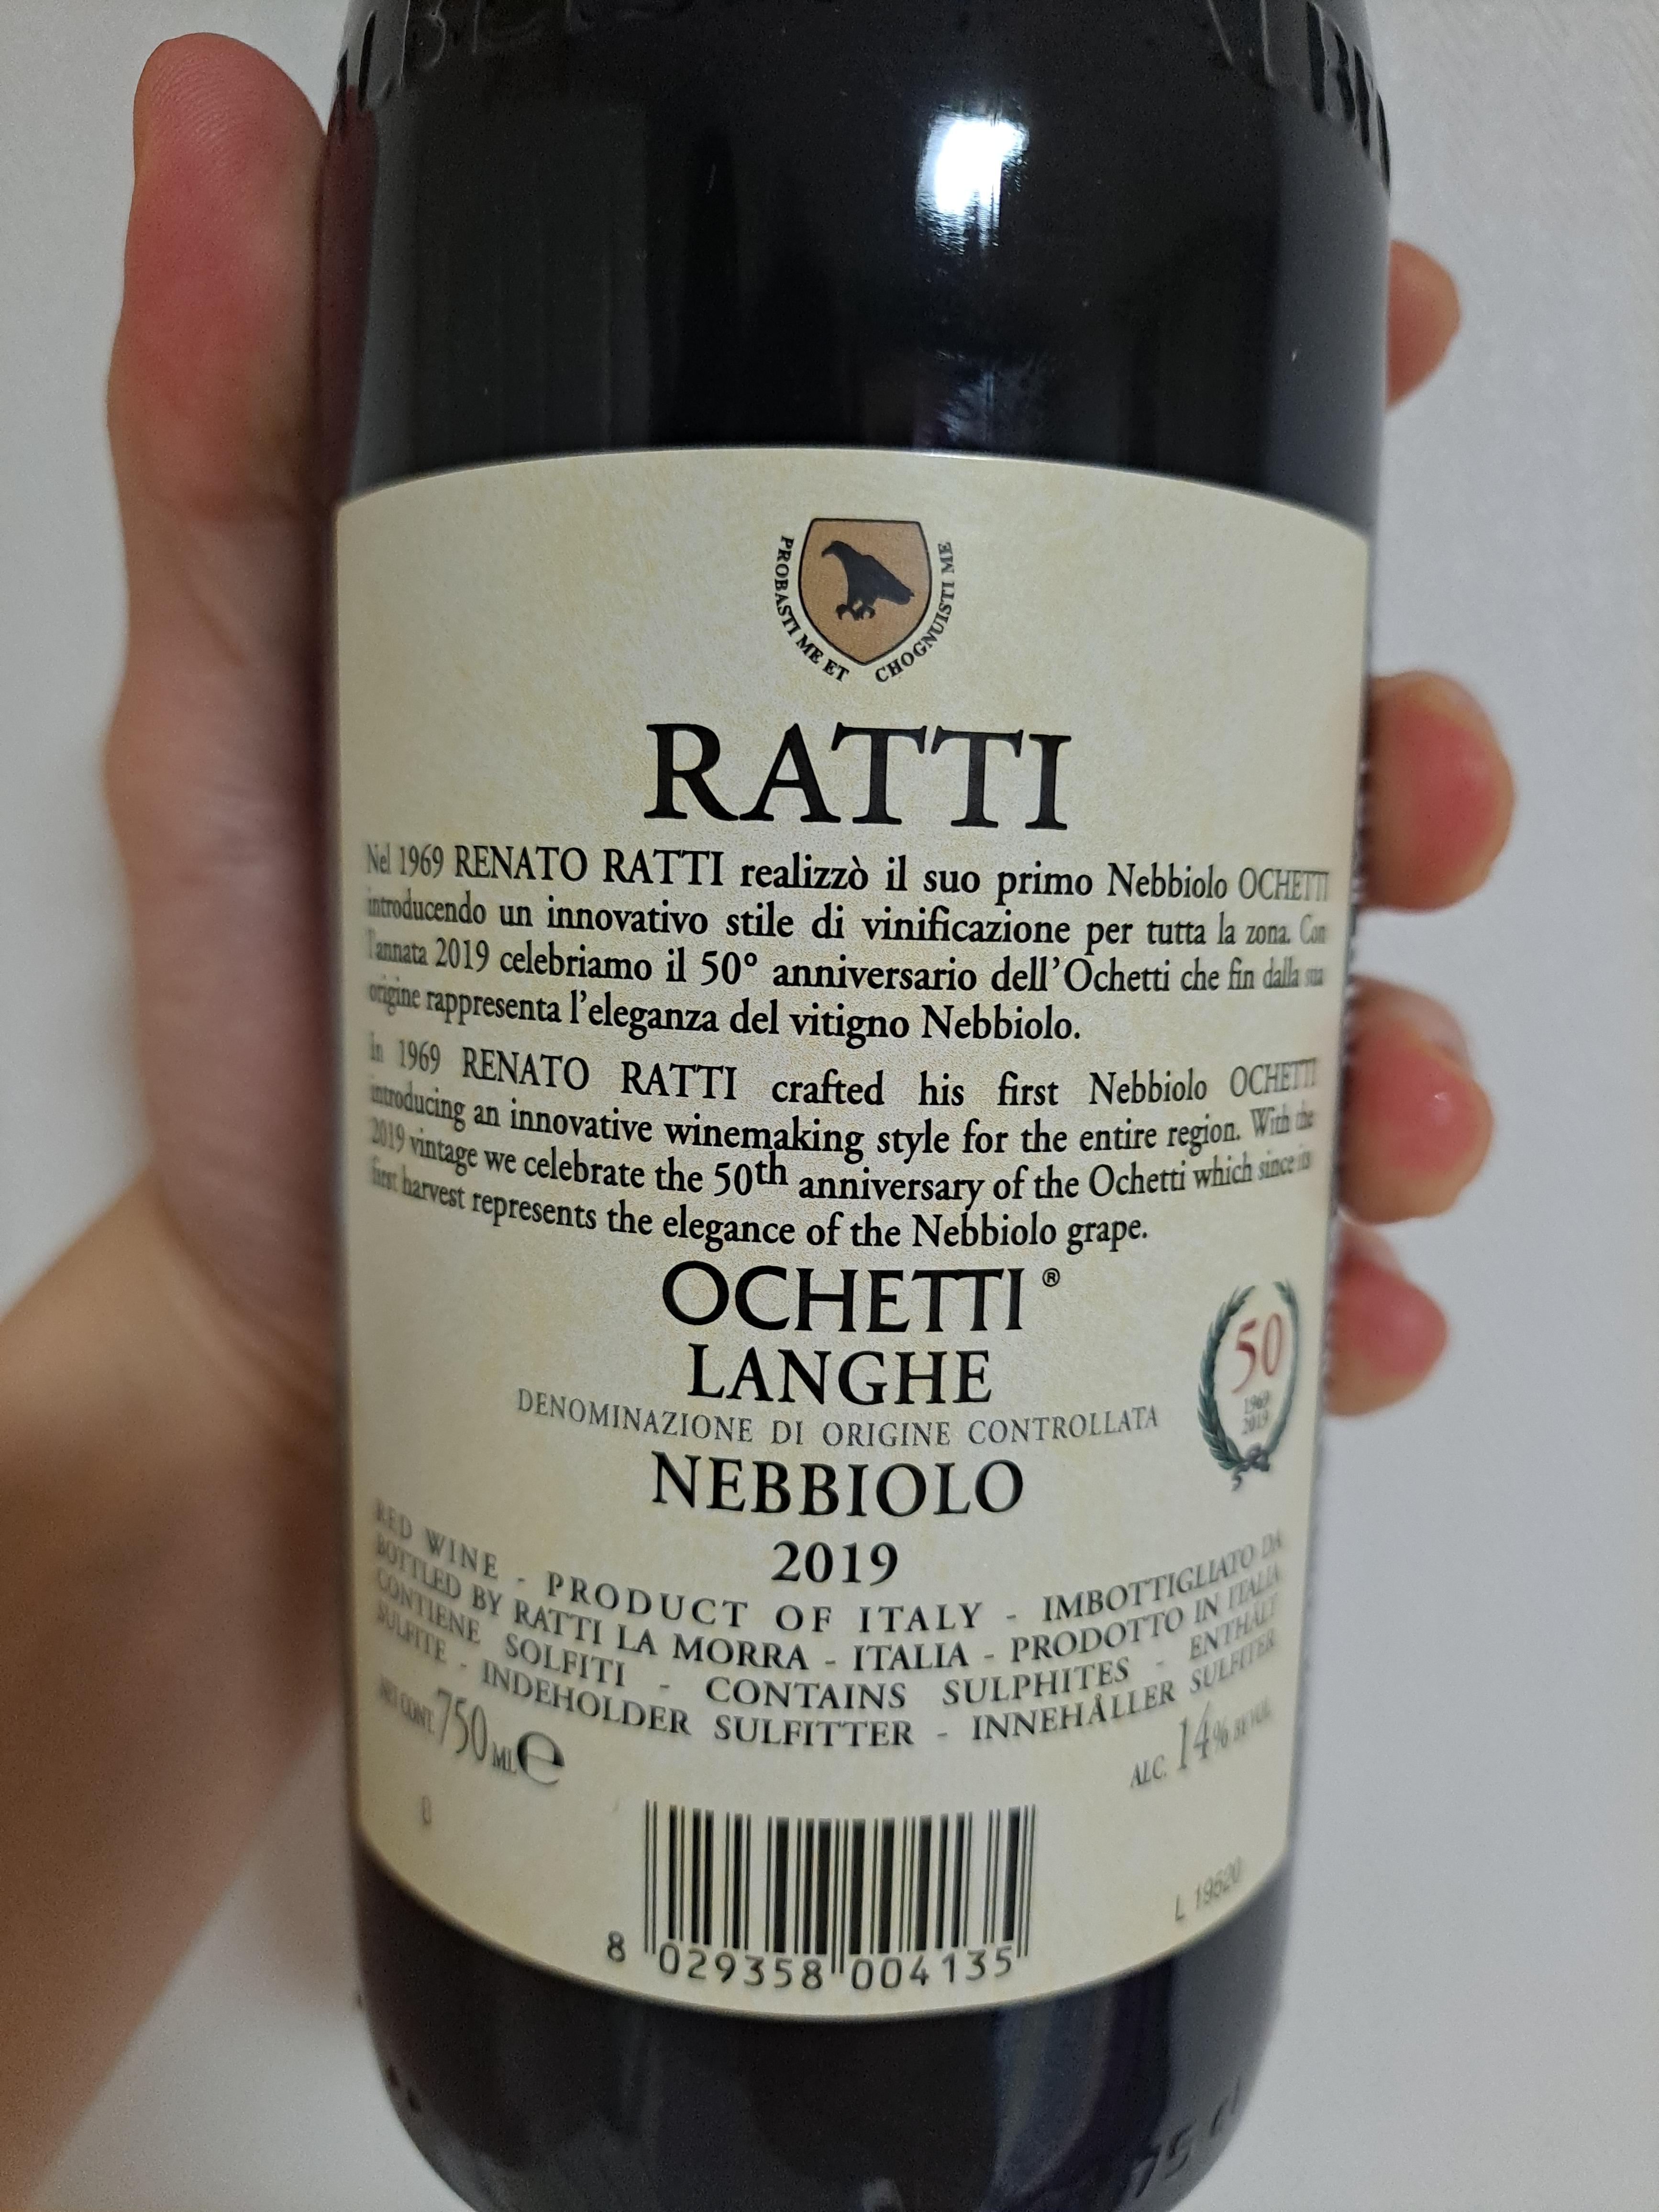 PROBASTI ME ET CHOGNUISTI ME
RATTI
Nel 1969 RENATO RATTI realizzò il suo primo Nebbiolo OCHETTI
introducendo un innovativo stile di vinificazione per tutta la zona. Con
l'annata 2019 celebriamo il 50° anniversario dell'Ochetti che fin dalla sua
origine rappresenta l'eleganza del vitigno Nebbiolo.
In 1969 RENATO RATTI crafted his first Nebbiolo OCHETTI
introducing an innovative winemaking style for the entire region. With the
2019 vintage we celebrate the 50th anniversary of the Ochetti which since its
first harvest represents the elegance of the Nebbiolo grape.
OCHETTI ®
LANGHE
DENOMINAZIONE DI ORIGINE CONTROLLATA
50
1969
2019
NEBBIOLO
2019
RED WINE - PRODUCT OF ITALY - IMBOTTIGLIATO DA
BOTTLED BY RATTI LA MORRA - ITALIA - PRODOTTO IN ITALIA
CONTIENE SOLFITI - CONTAINS SULPHITES - ENTHÄLT
SULFITE - INDEHOLDER SULFITTER - INNEHÅLLER SULFITER
NET CONT. 750 ML e
ALC. 14% BY VOL.
L 19620
8 029358 004135